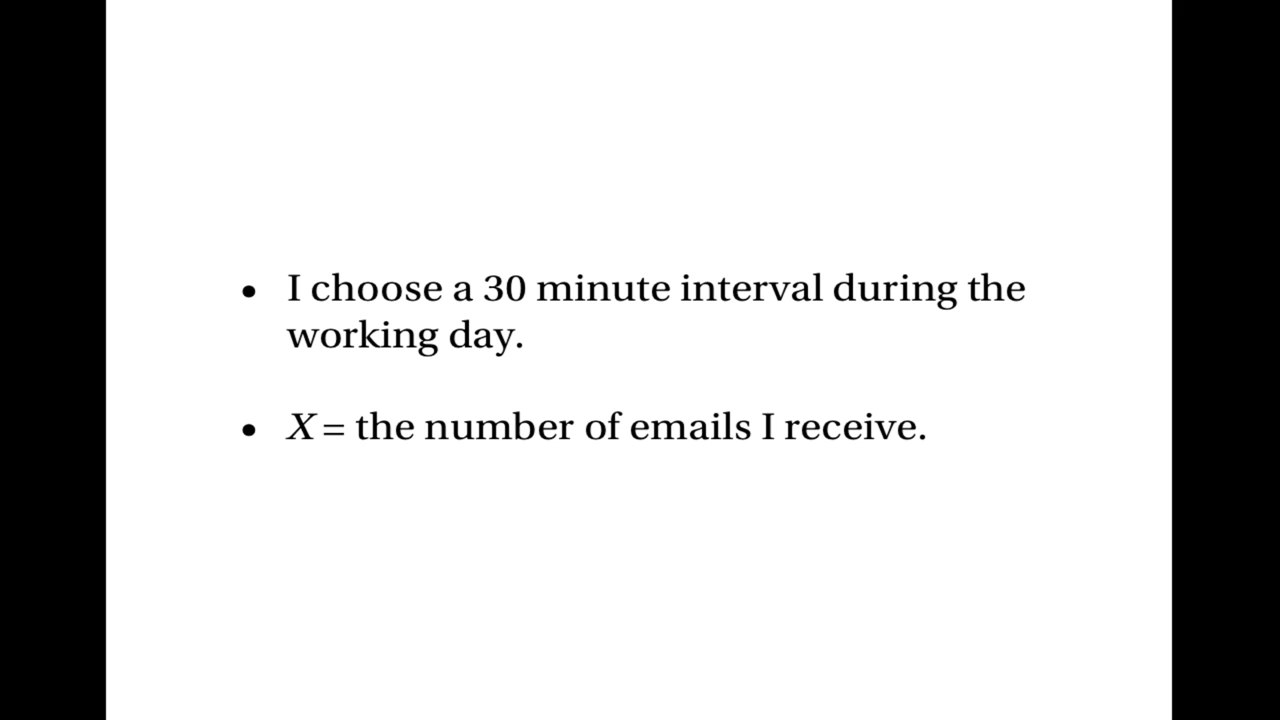 • I choose a 30 minute interval during the
working day.
• X = the number of emails I receive.